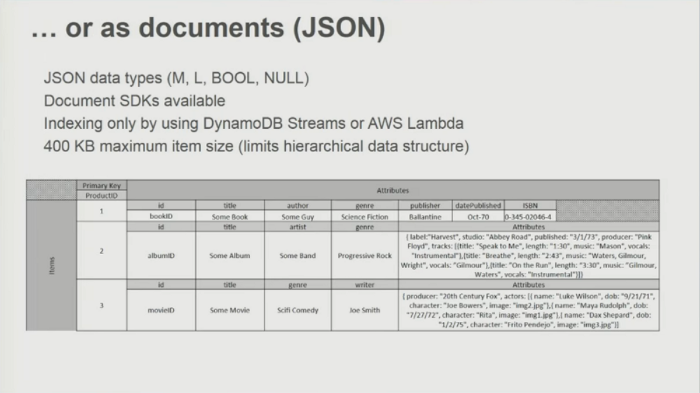 ... or as documents (JSON)
JSON data types (M, L, BOOL, NULL)
Document SDKs available
Indexing only by using DynamoDB Streams or AWS Lambda
400 KB maximum item size (limits hierarchical data structure)
Primary Key
Attributes
ProductID
Items
1
id title author genre publisher datePublished ISBN
bookID Some Book Some Guy Science Fiction Ballantine Oct-70 0-345-02046-4
2
id title artist genre Attributes
albumID Some Album Some Band Progressive Rock
{ label:"Harvest", studio: "Abbey Road", published: "3/1/73", producer: "Pink
Floyd", tracks: [{title: "Speak to Me", length: "1:30", music: "Mason", vocals:
"Instrumental"},{title: "Breathe", length: "2:43", music: "Waters, Gilmour,
Wright", vocals: "Gilmour"},{title: "On the Run", length: "3:30", music: "Gilmour,
Waters", vocals: "Instrumental"}]}
3
id title genre writer Attributes
movieID Some Movie Scifi Comedy Joe Smith
{ producer: "20th Century Fox", actors: [{ name: "Luke Wilson", dob: "9/21/71",
character: "Joe Bowers", image: "img2.jpg"},{ name: "Maya Rudolph", dob:
"7/27/72", character: "Rita", image: "img1.jpg"},{ name: "Dax Shepard", dob:
"1/2/75", character: "Frito Pendejo", image: "img3.jpg"}]